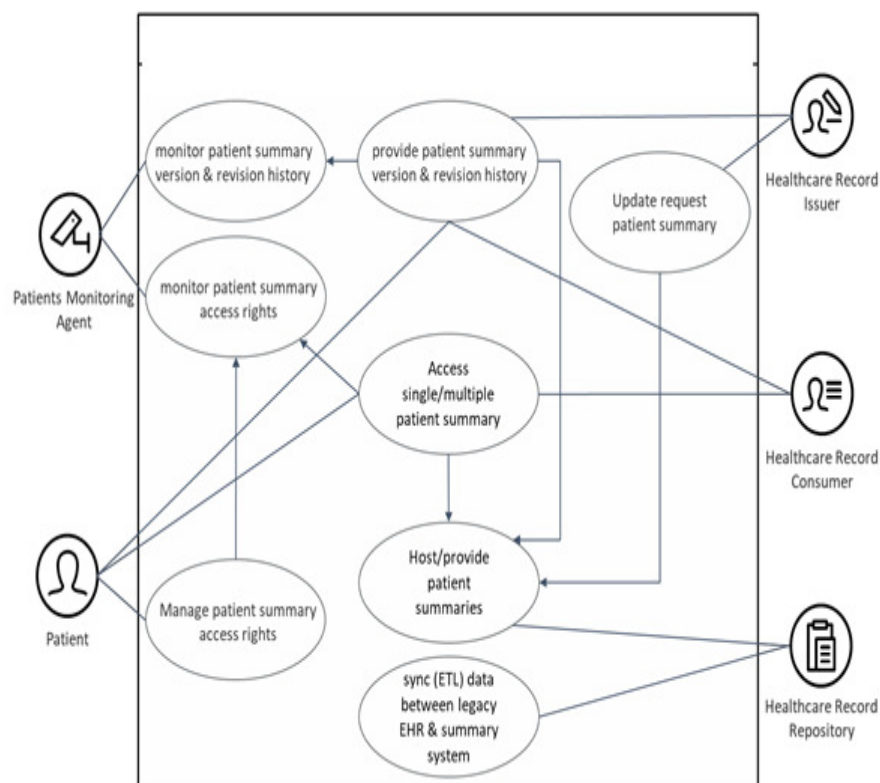 monitor patient summary
version & revision history
provide patient summary
version & revision history
Healthcare Record
Issuer
Update request
patient summary
Patients Monitoring
Agent
monitor patient summary
access rights
Access
single/multiple
patient summary
Healthcare Record
Consumer
Host/provide
patient
summaries
Patient
Manage patient summary
access rights
sync (ETL) data
between legacy
EHR & summary
system
Healthcare Record
Repository